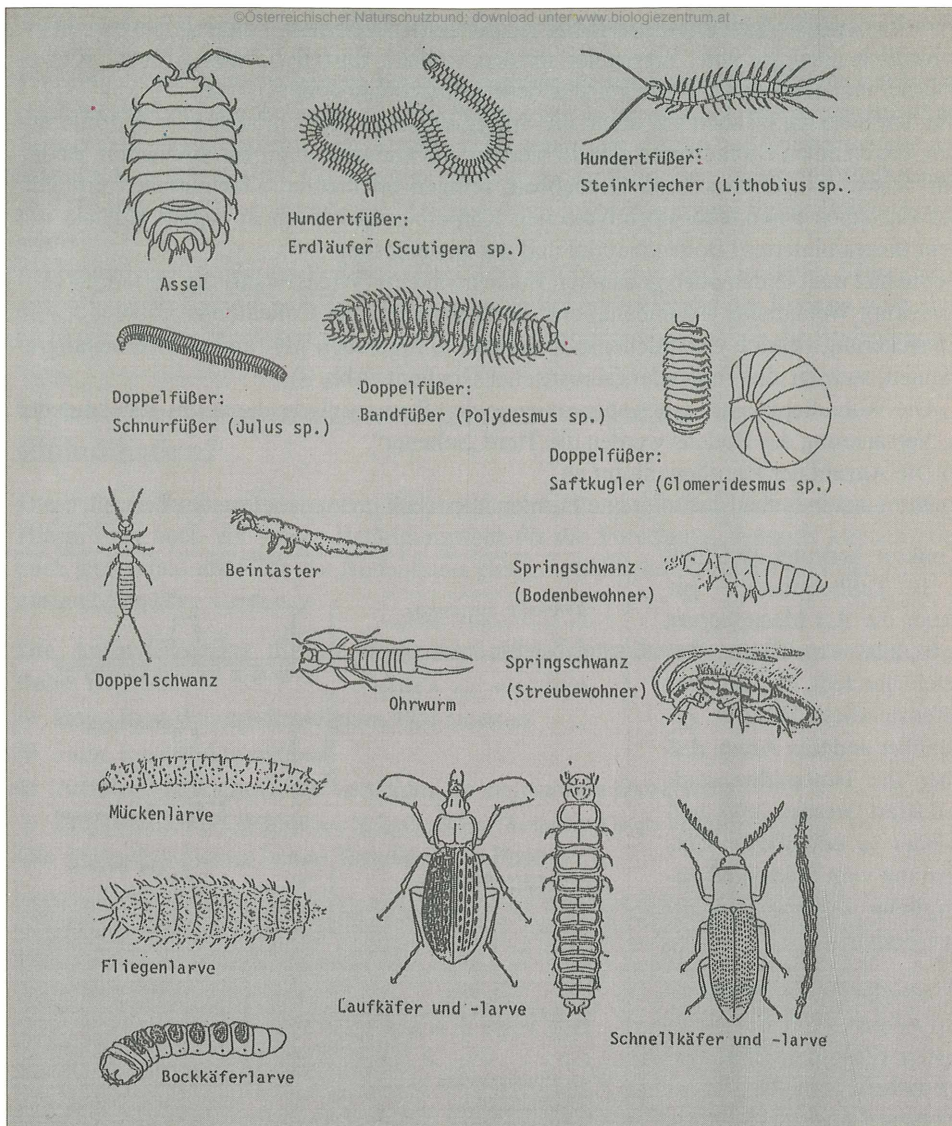 ©Österreichischer Naturschutzbund; download unter www.biologiezentrum.at
Hundertfüßer:
Steinkriecher (Lithobius sp.)
Hundertfüßer:
Erdläufer (Scutigera sp.)
Assel
Doppelfüßer:
Schnurfüßer (Julus sp.)
Doppelfüßer:
Bandfüßer (Polydesmus sp.)
Doppelfüßer:
Saftkugler (Glomeridesmus sp.)
Beintaster
Springschwanz
(Bodenbewohner)
Doppelschwanz
Ohrwurm
Springschwanz
(Streubewohner)
Mückenlarve
Fliegenlarve
Laufkäfer und -larve
Schnellkäfer und -larve
Bockkäferlarve